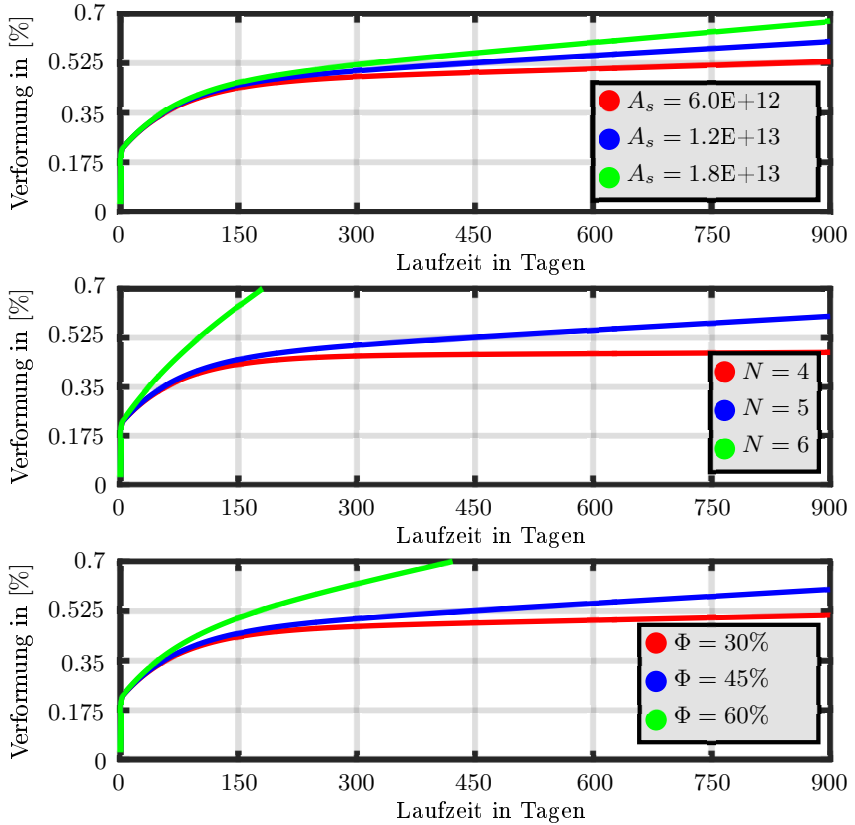 Verformung in [%]
0.7
0.525
0.35
0.175
0
A_s = 6.0E+12
A_s = 1.2E+13
A_s = 1.8E+13
0 150 300 450 600 750 900
Laufzeit in Tagen
Verformung in [%]
0.7
0.525
0.35
0.175
0
N = 4
N = 5
N = 6
0 150 300 450 600 750 900
Laufzeit in Tagen
Verformung in [%]
0.7
0.525
0.35
0.175
0
Φ = 30%
Φ = 45%
Φ = 60%
0 150 300 450 600 750 900
Laufzeit in Tagen